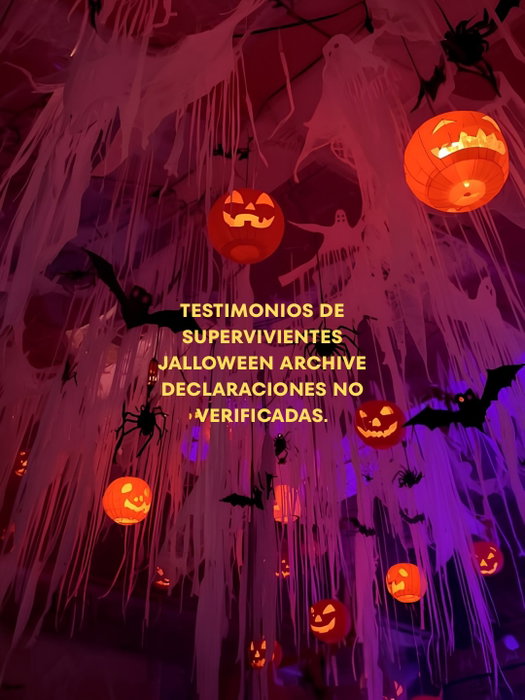 TESTIMONIOS DE
SUPERVIVIENTES
JALLOWEEN ARCHIVE
DECLARACIONES NO
VERIFICADAS.